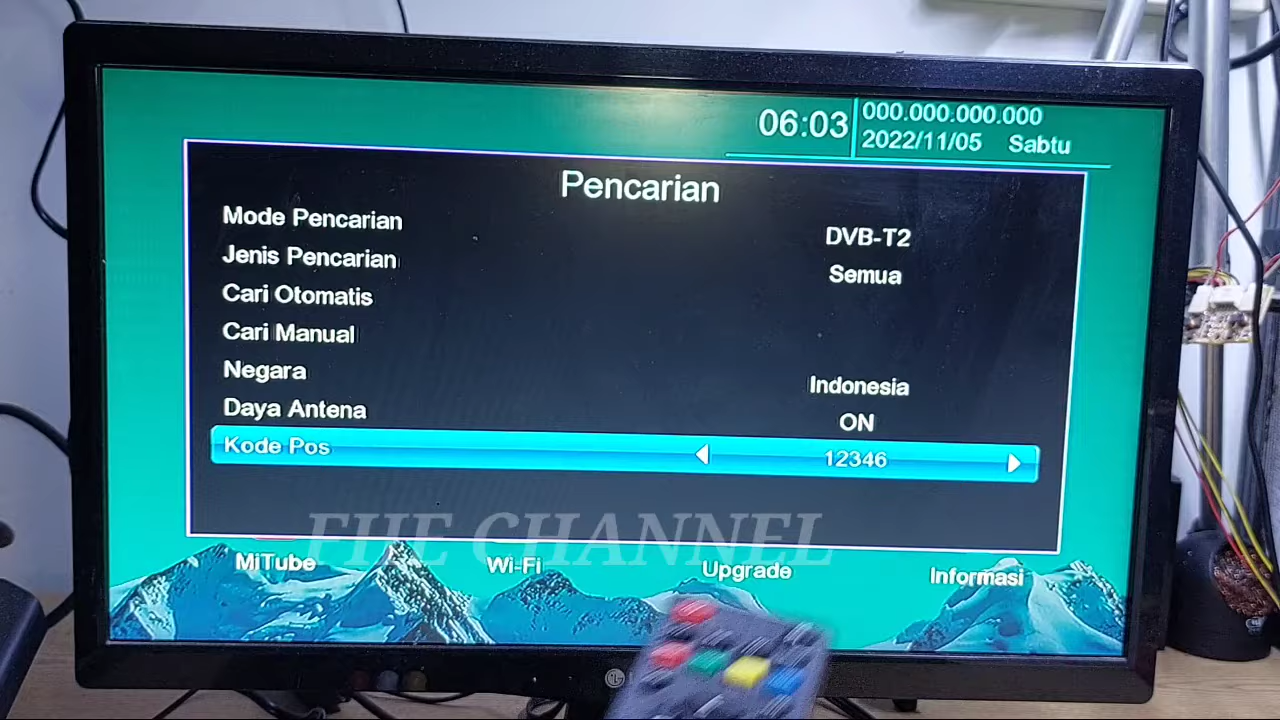 06:03
000.000.000.000
2022/11/05 Sabtu
Pencarian
Mode Pencarian DVB-T2
Jenis Pencarian Semua
Cari Otomatis
Cari Manual
Negara Indonesia
Daya Antena ON
Kode Pos 12346
FHE CHANNEL
MiTube Wi-Fi Upgrade Informasi